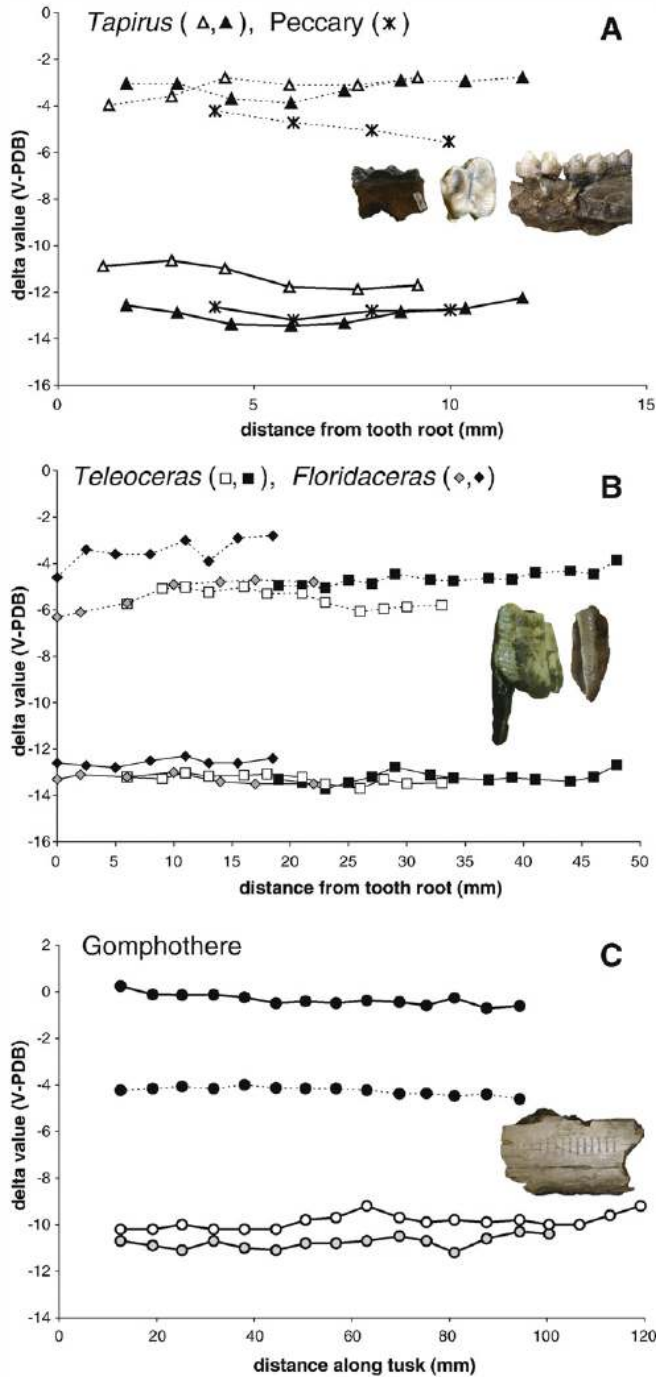 Tapirus (△,▲), Peccary (ж)
A
0
-2
-4
-6
-8
-10
-12
-14
-16
delta value (V-PDB)
0 5 10 15
distance from tooth root (mm)
Teleoceras (□,■), Floridaceras (◆,◆)
B
0
-2
-4
-6
-8
-10
-12
-14
-16
delta value (V-PDB)
0 5 10 15 20 25 30 35 40 45 50
distance from tooth root (mm)
Gomphothere
C
2
0
-2
-4
-6
-8
-10
-12
-14
delta value (V-PDB)
0 20 40 60 80 100 120
distance along tusk (mm)